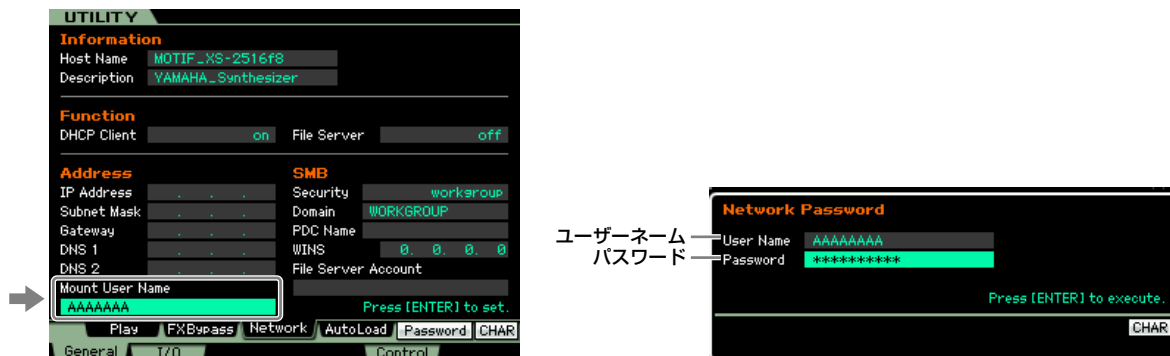 UTILITY
Information
Host Name MOTIF_XS-2516f8
Description YAMAHA_Synthesizer
Function
DHCP Client on File Server off
Address SMB
IP Address . . . Security workgroup
Subnet Mask . . . Domain WORKGROUP
Gateway . . . PDC Name
DNS 1 . . . WINS 0. 0. 0. 0
DNS 2 . . . File Server Account
Mount User Name
AAAAAAA Press [ENTER] to set.
Play FXBypass Network AutoLoad Password CHAR
General I/O Control
Network Password
ユーザーネーム User Name AAAAAAAA
パスワード Password **********
Press [ENTER] to execute.
CHAR